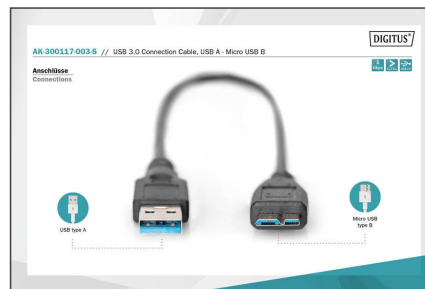 DIGITUS®
AK-300117-003-S // USB 3.0 Connection Cable, USB A - Micro USB B
Anschlüsse
Connections
USB type A
Micro USB
type B